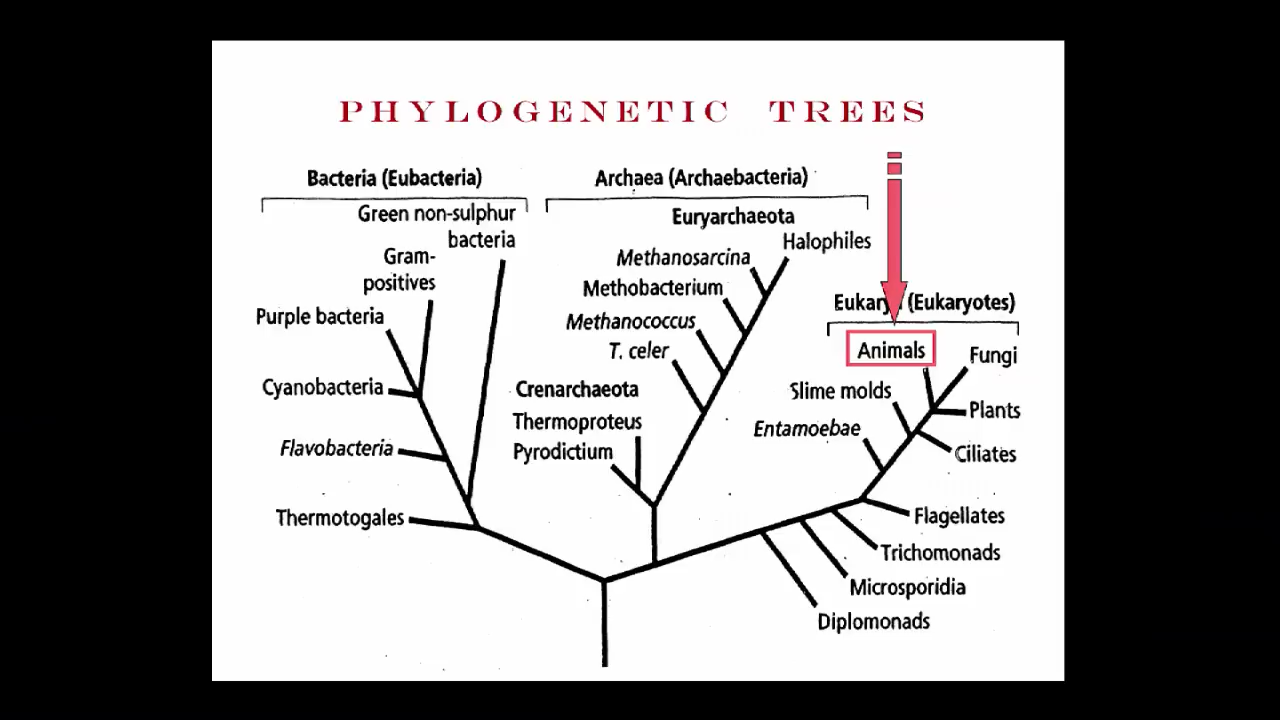 PHYLOGENETIC TREES
Bacteria (Eubacteria)
Green non-sulphur
bacteria
Gram-
positives
Purple bacteria
Cyanobacteria
Flavobacteria
Thermotogales
Archaea (Archaebacteria)
Euryarchaeota
Halophiles
Methanosarcina
Methobacterium
Methanococcus
T. celer
Crenarchaeota
Thermoproteus
Pyrodictium
(Eukaryotes)
Animals
Fungi
Slime molds
Plants
Entamoebae
Ciliates
Flagellates
Trichomonads
Microsporidia
Diplomonads